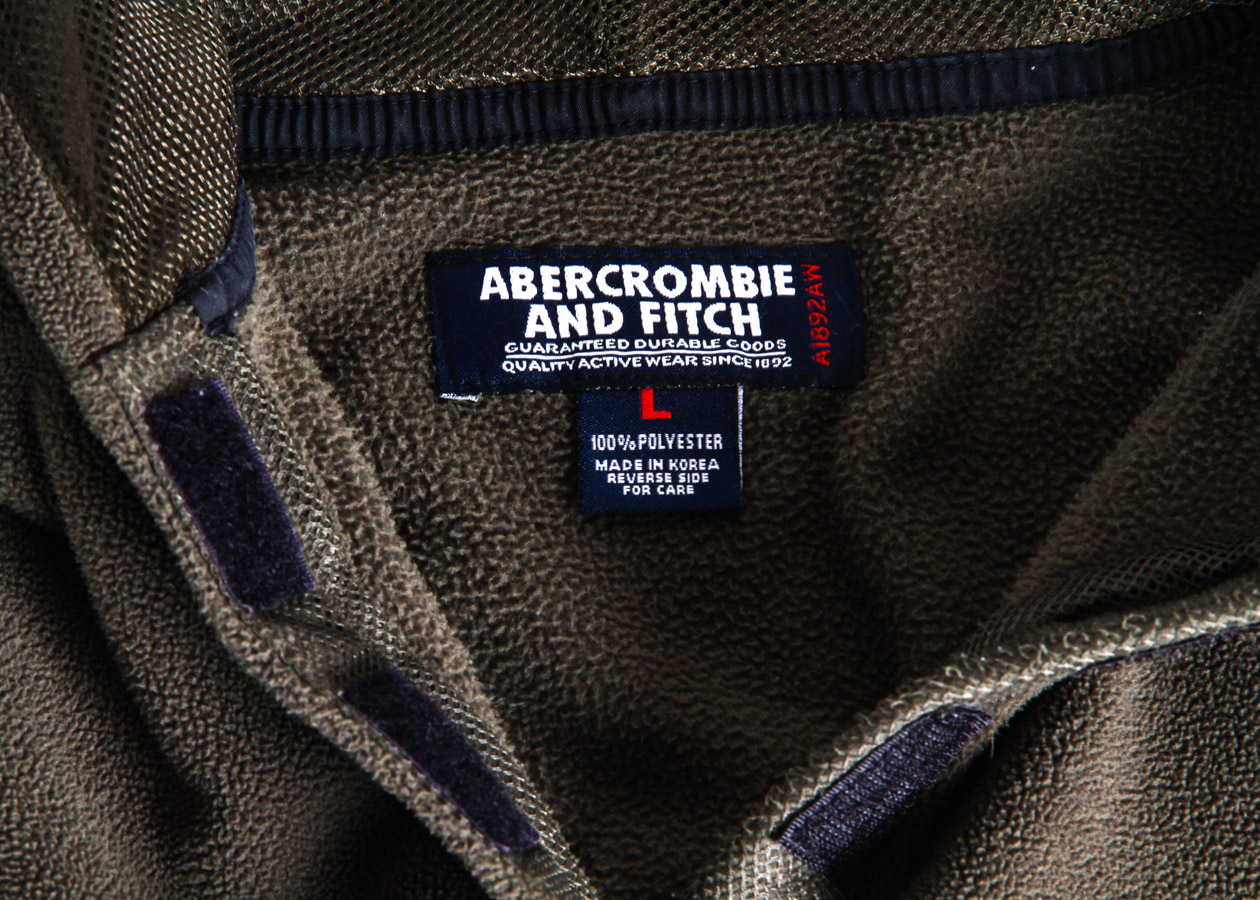 ABERCROMBIE
AND FITCH
GUARANTEED DURABLE GOODS
QUALITY ACTIVE WEAR SINCE 1892
A1892AW
L
100% POLYESTER
MADE IN KOREA
REVERSE SIDE
FOR CARE